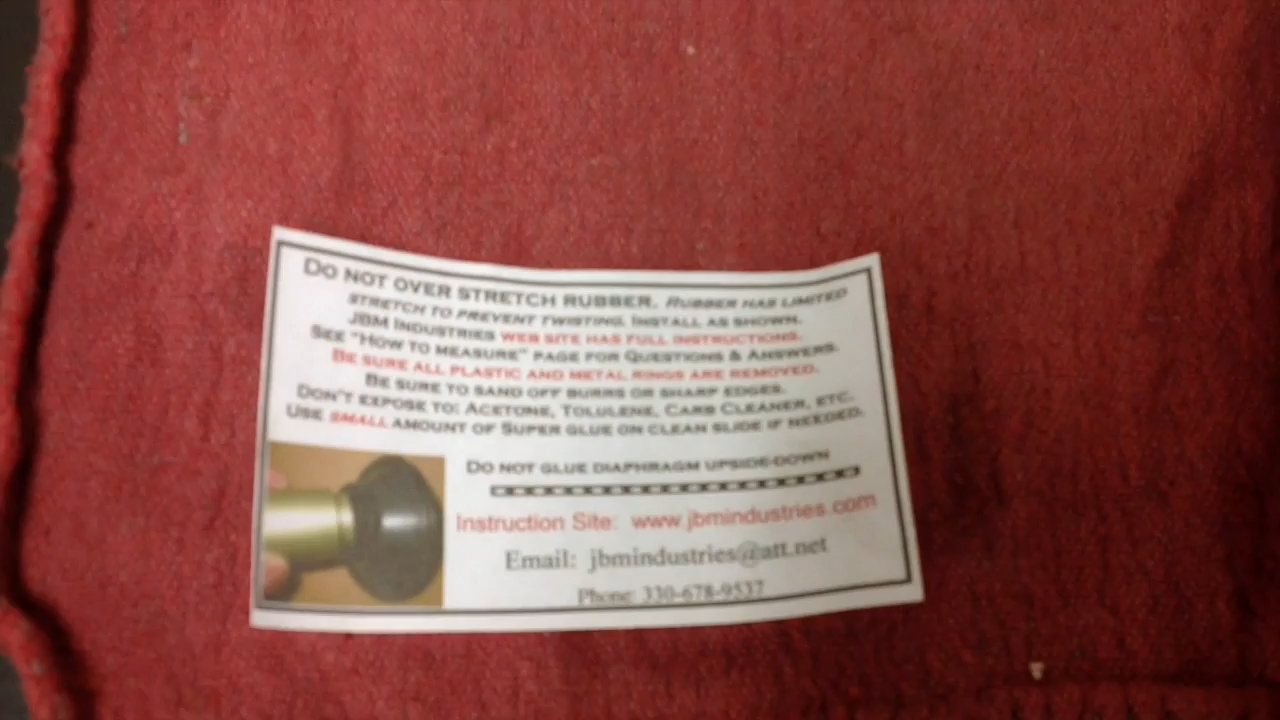 DO NOT OVER STRETCH RUBBER. RUBBER HAS LIMITED
STRETCH TO PREVENT TWISTING. INSTALL AS SHOWN.
JBM INDUSTRIES WEB SITE HAS FULL INSTRUCTIONS.
SEE "HOW TO MEASURE" PAGE FOR QUESTIONS & ANSWERS.
BE SURE ALL PLASTIC AND METAL RINGS ARE REMOVED.
BE SURE TO SAND OFF BURRS OR SHARP EDGES.
DON'T EXPOSE TO: ACETONE, TOLULENE, CARB CLEANER, ETC.
USE SMALL AMOUNT OF SUPER GLUE ON CLEAN SLIDE IF NEEDED.
DO NOT GLUE DIAPHRAGM UPSIDE-DOWN
Instruction Site: www.jbmindustries.com
Email: jbmindustries@att.net
Phone: 330-678-9537